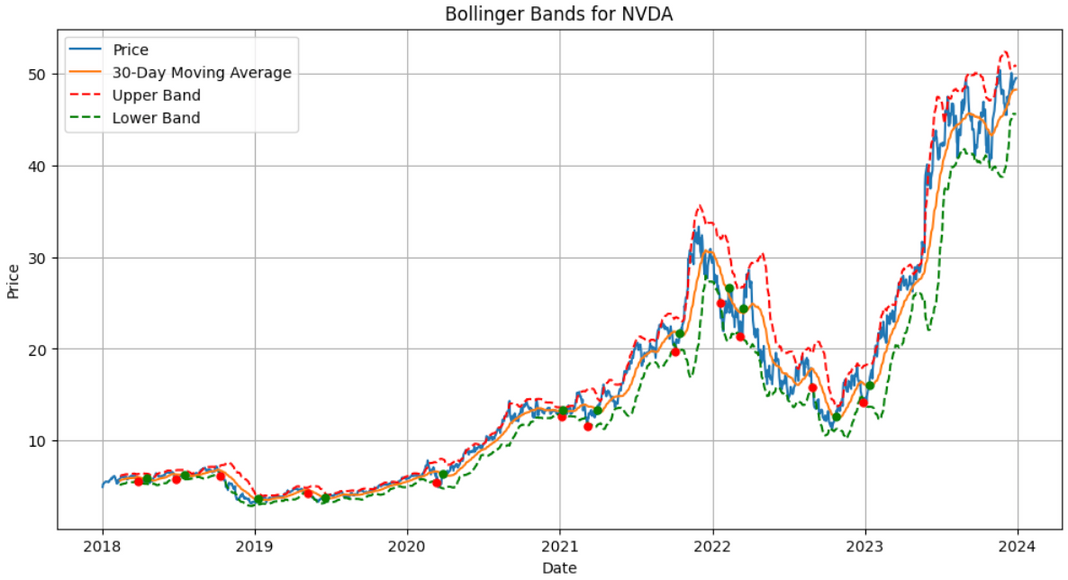 Bollinger Bands for NVDA
Price
30-Day Moving Average
Upper Band
Lower Band
50
40
30
20
10
Price
2018 2019 2020 2021 2022 2023 2024
Date